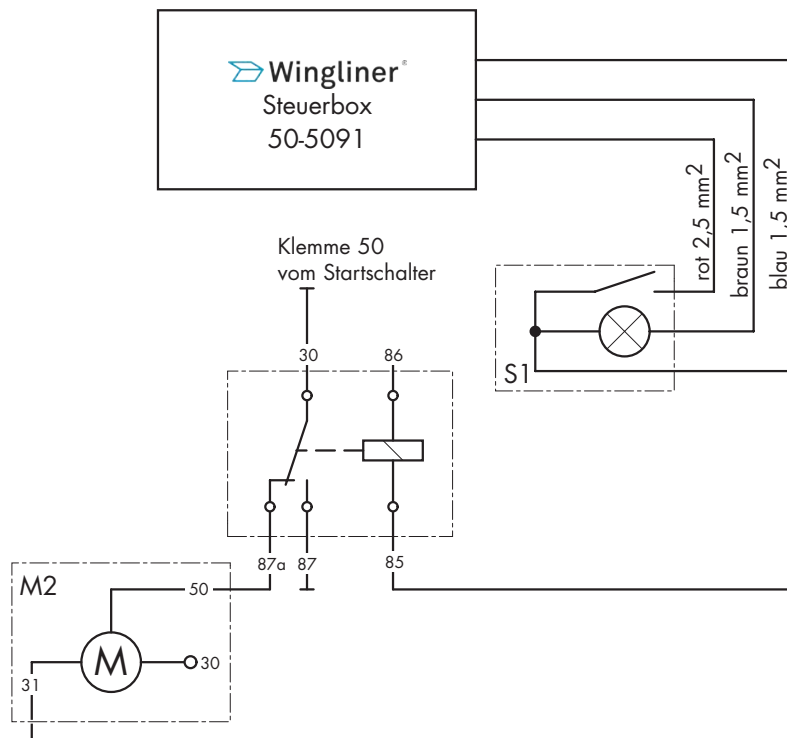 Wingliner®
Steuerbox
50-5091
rot 2,5 mm²
braun 1,5 mm²
blau 1,5 mm²
Klemme 50
vom Startschalter
S1
30
86
87a
87
85
M2
50
M
30
31